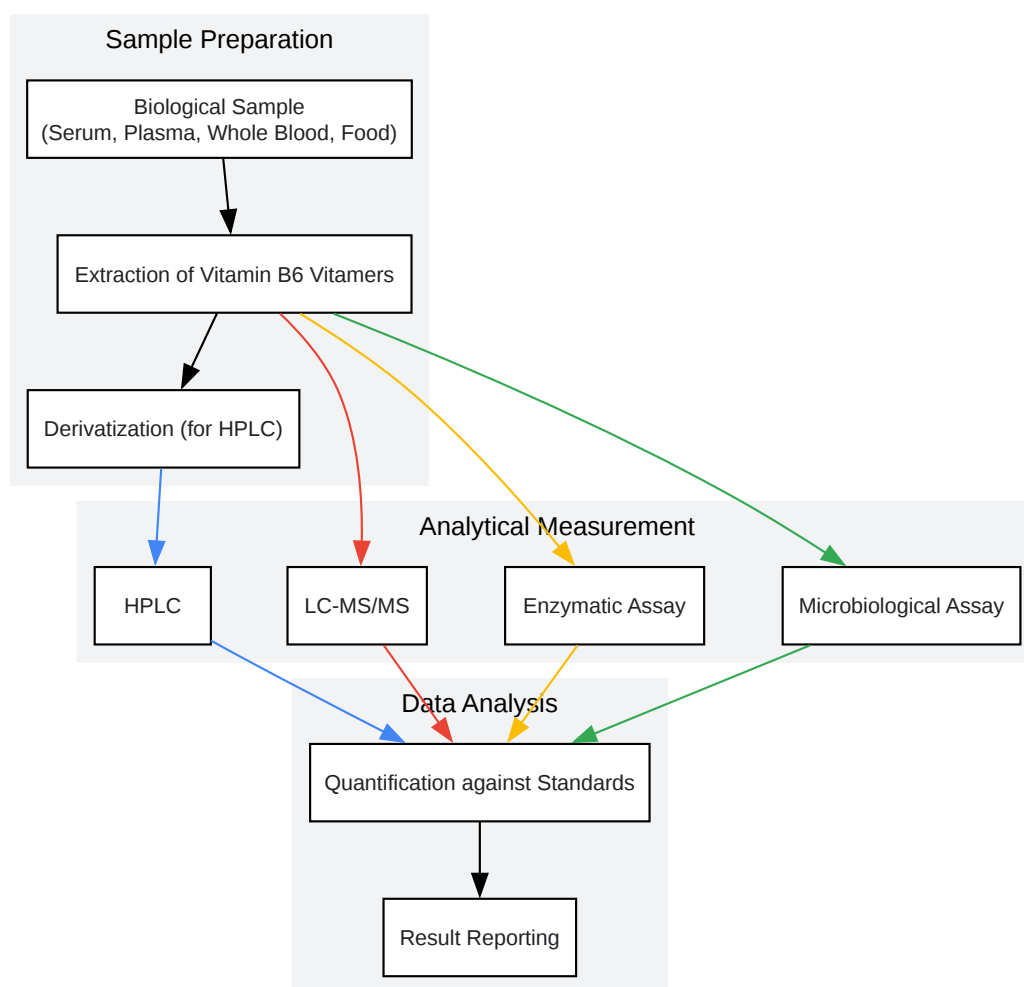 Sample Preparation
Biological Sample
(Serum, Plasma, Whole Blood, Food)
Extraction of Vitamin B6 Vitamers
Derivatization (for HPLC)
Analytical Measurement
HPLC
LC-MS/MS
Enzymatic Assay
Microbiological Assay
Data Analysis
Quantification against Standards
Result Reporting